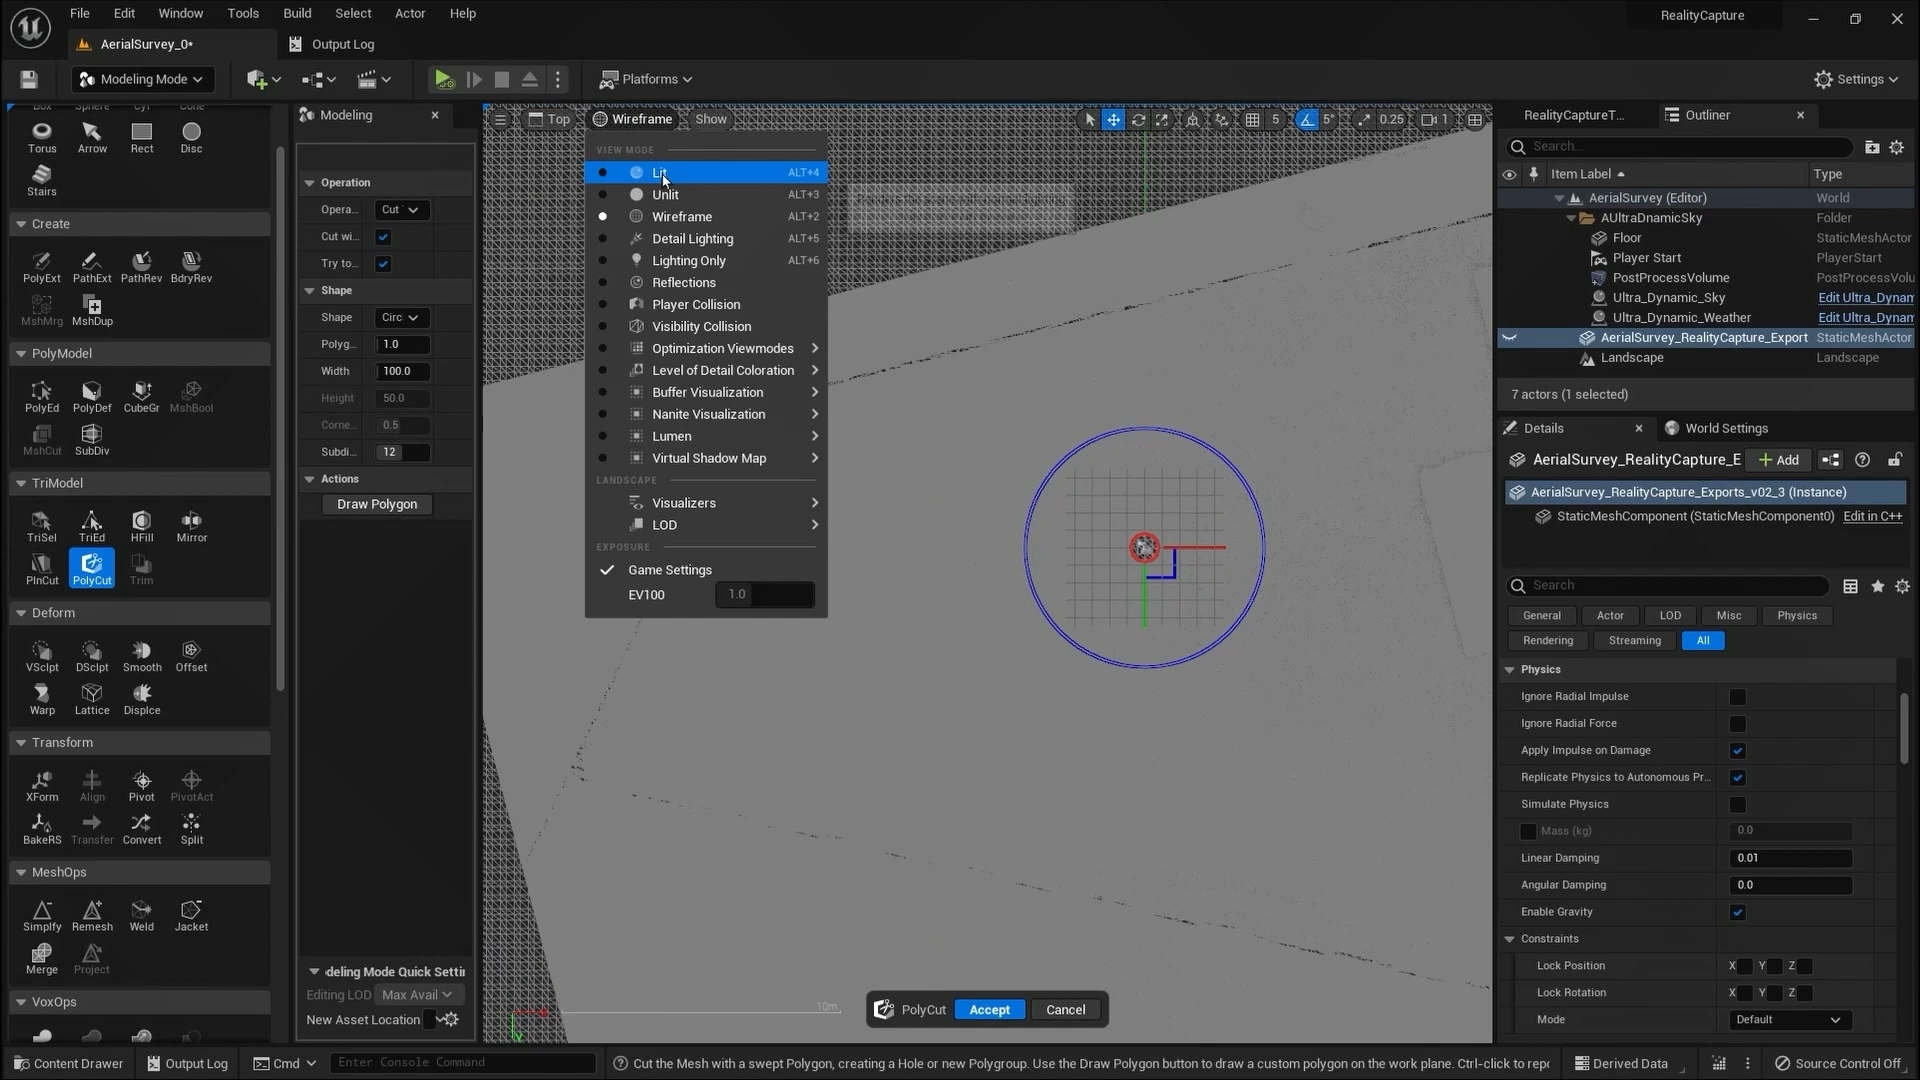 File Edit Window Tools Build Select Actor Help
RealityCapture
AerialSurvey_0*
Output Log
Modeling Mode
Platforms
Settings
Box Sphere Cyl Cone
Torus Arrow Rect Disc
Stairs
Create
PolyExt PathExt PathRev BdryRev
MshMrg MshDup
PolyModel
PolyEd PolyDef CubeGr MshBool
MshCut SubDiv
TriModel
TriSel TriEd HFill Mirror
PlnCut PolyCut Trim
Deform
VSclpt DSclpt Smooth Offset
Warp Lattice Displce
Transform
XForm Align Pivot PivotAct
BakeRS Transfer Convert Split
MeshOps
Simplfy Remesh Weld Jacket
Merge Project
VoxOps
Modeling
Operation
Opera... Cut
Cut wi...
Try to...
Shape
Shape Circ
Polyg... 1.0
Width 100.0
Height 50.0
Corne... 0.5
Subdi... 12
Actions
Draw Polygon
deling Mode Quick Settin
Editing LOD Max Avail
New Asset Location
Top Wireframe Show
5 5° 0.25 1
VIEW MODE
Lit ALT+4
Unlit ALT+3
Wireframe ALT+2
Detail Lighting ALT+5
Lighting Only ALT+6
Reflections
Player Collision
Visibility Collision
Optimization Viewmodes
Level of Detail Coloration
Buffer Visualization
Nanite Visualization
Lumen
Virtual Shadow Map
LANDSCAPE
Visualizers
LOD
EXPOSURE
Game Settings
EV100 1.0
10m
Y
PolyCut Accept Cancel
RealityCaptureT...
Outliner
Search...
Item Label Type
AerialSurvey (Editor) World
AUltraDnamicSky Folder
Floor StaticMeshActor
Player Start PlayerStart
PostProcessVolume PostProcessVolu
Ultra_Dynamic_Sky Edit Ultra_Dynam
Ultra_Dynamic_Weather Edit Ultra_Dynam
AerialSurvey_RealityCapture_Export StaticMeshActor
Landscape Landscape
7 actors (1 selected)
Details
World Settings
AerialSurvey_RealityCapture_E Add
AerialSurvey_RealityCapture_Exports_v02_3 (Instance)
StaticMeshComponent (StaticMeshComponent0) Edit in C++
Search
General Actor LOD Misc Physics
Rendering Streaming All
Physics
Ignore Radial Impulse
Ignore Radial Force
Apply Impulse on Damage
Replicate Physics to Autonomous Pr...
Simulate Physics
Mass (kg) 0.0
Linear Damping 0.01
Angular Damping 0.0
Enable Gravity
Constraints
Lock Position X Y Z
Lock Rotation X Y Z
Mode Default
Content Drawer
Output Log
Cmd
Enter Console Command
Cut the Mesh with a swept Polygon, creating a Hole or new Polygroup. Use the Draw Polygon button to draw a custom polygon on the work plane. Ctrl-click to repo
Derived Data
Source Control Off